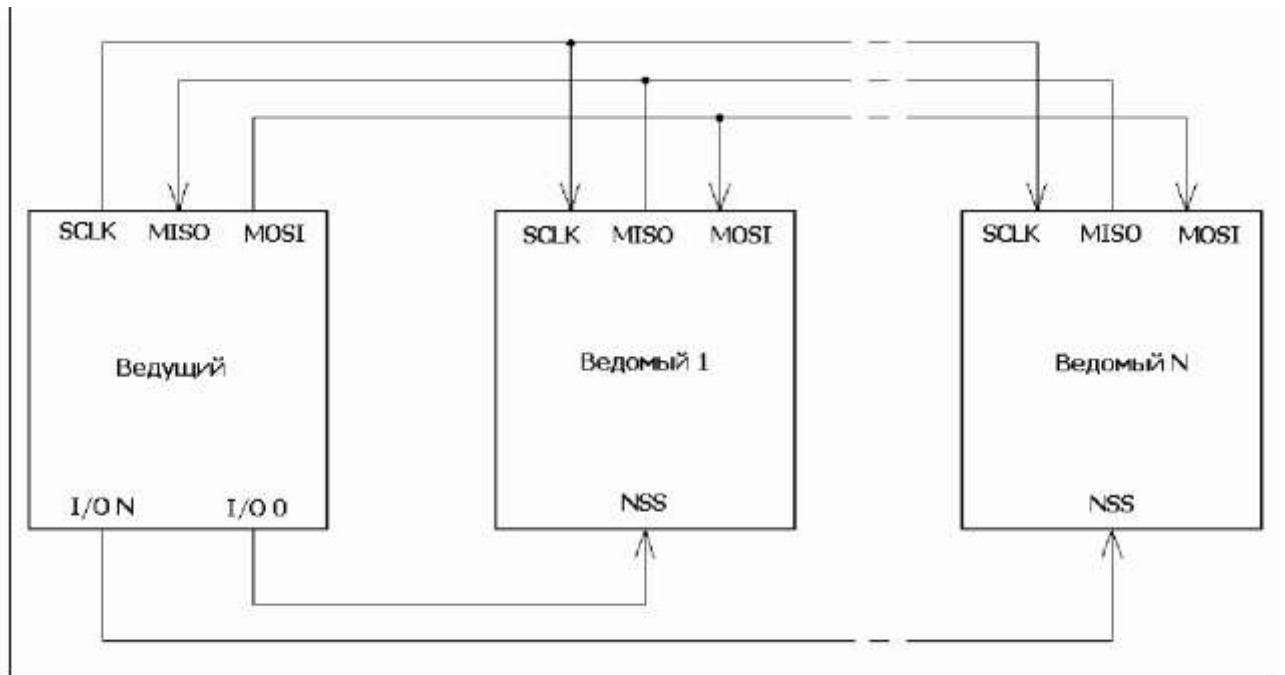 SCLK MISO MOSI
Ведущий
I/O N I/O 0
SCLK MISO MOSI
Ведомый 1
NSS
SCLK MISO MOSI
Ведомый N
NSS